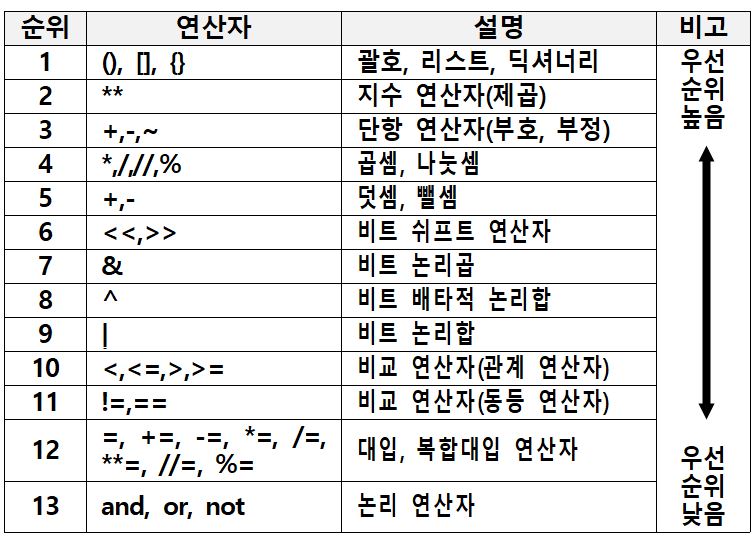 순위 연산자 설명 비고
1 (), [], {} 괄호, 리스트, 딕셔너리
2 ** 지수 연산자(제곱)
3 +,-,~ 단항 연산자(부호, 부정)
4 *,/,//,% 곱셈, 나눗셈
5 +,- 덧셈, 뺄셈
6 <<,>> 비트 쉬프트 연산자
7 & 비트 논리곱
8 ^ 비트 배타적 논리합
9 | 비트 논리합
10 <,<=,>,>= 비교 연산자(관계 연산자)
11 !=,== 비교 연산자(동등 연산자)
12 =, +=, -=, *=, /=,
**=, //=, %= 대입, 복합대입 연산자
13 and, or, not 논리 연산자
우선
순위
높음
우선
순위
낮음